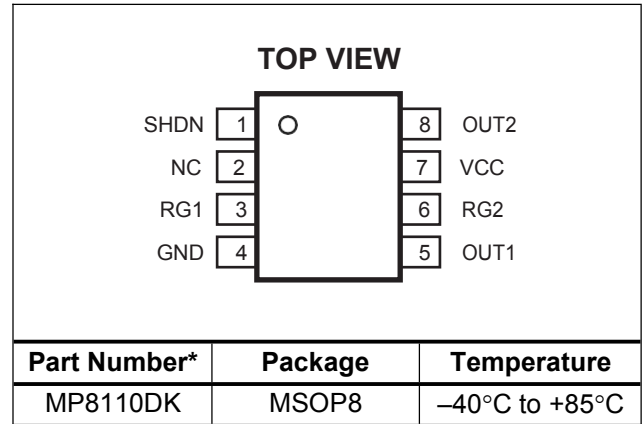 TOP VIEW
SHDN 1 8 OUT2
NC 2 7 VCC
RG1 3 6 RG2
GND 4 5 OUT1
Part Number* Package Temperature
MP8110DK MSOP8 –40°C to +85°C